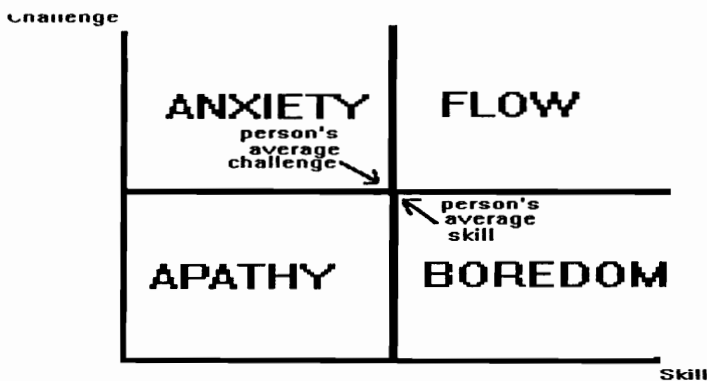 Challenge
ANXIETY
FLOW
person's
average
challenge
person's
average
skill
APATHY
BOREDOM
Skill